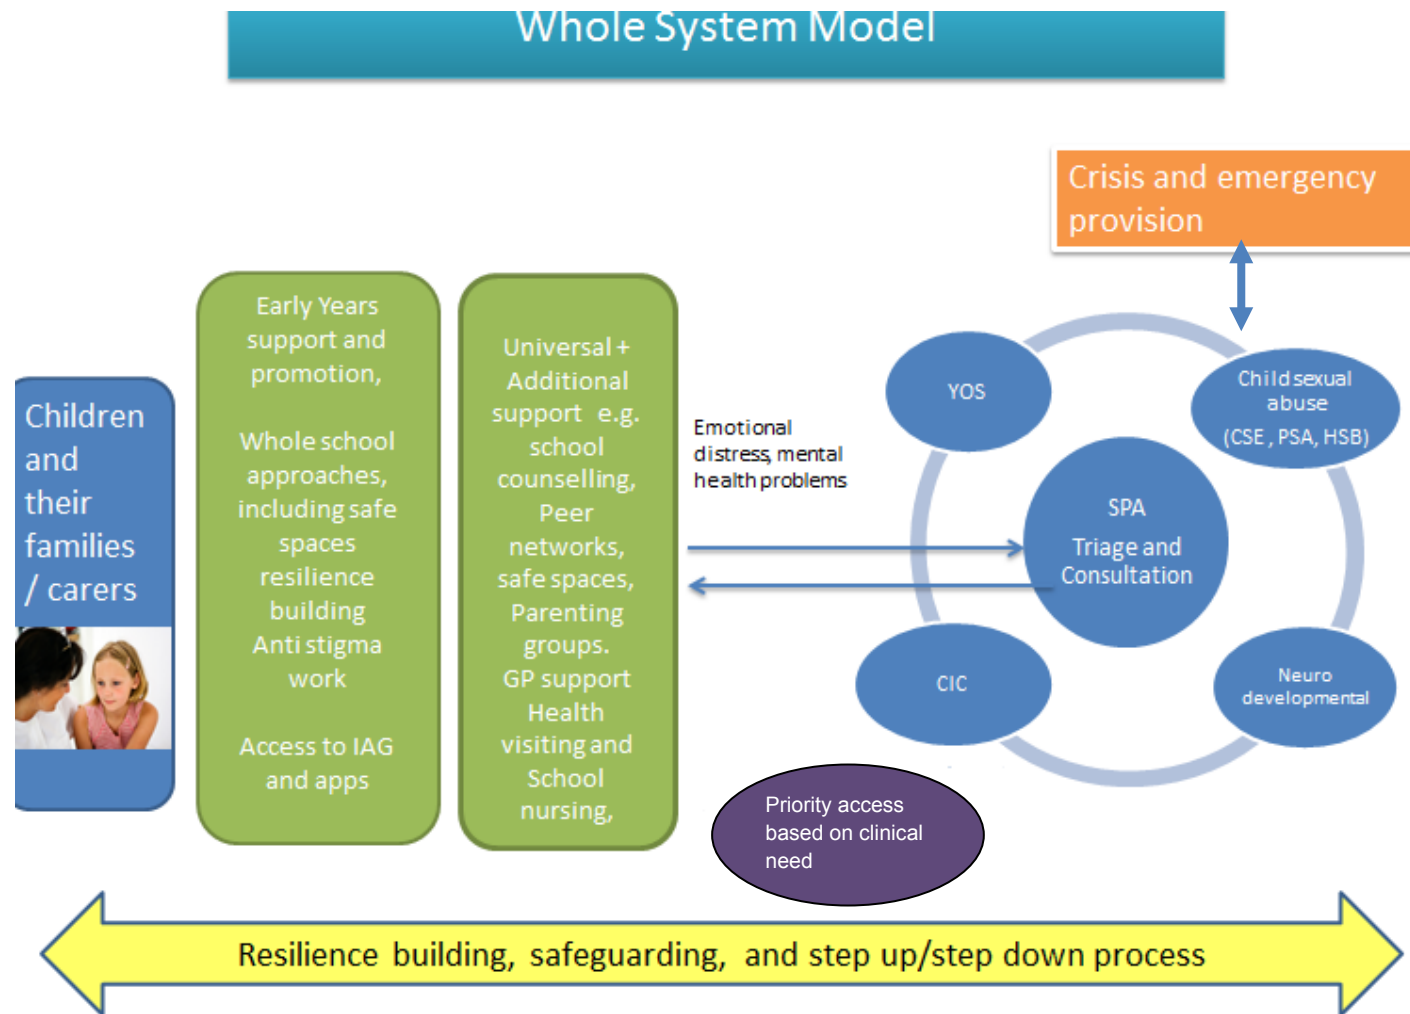 Whole System Model
Crisis and emergency
provision
Children
and
their
families
/ carers
Early Years
support and
promotion,
Whole school
approaches,
including safe
spaces
resilience
building
Anti stigma
work
Access to IAG
and apps
Universal +
Additional
support e.g.
school
counselling,
Peer
networks,
safe spaces,
Parenting
groups.
GP support
Health
visiting and
School
nursing,
Emotional
distress, mental
health problems
YOS
Child sexual
abuse
(CSE , PSA, HSB)
SPA
Triage and
Consultation
CIC
Neuro
developmental
Priority access
based on clinical
need
Resilience building, safeguarding, and step up/step down process